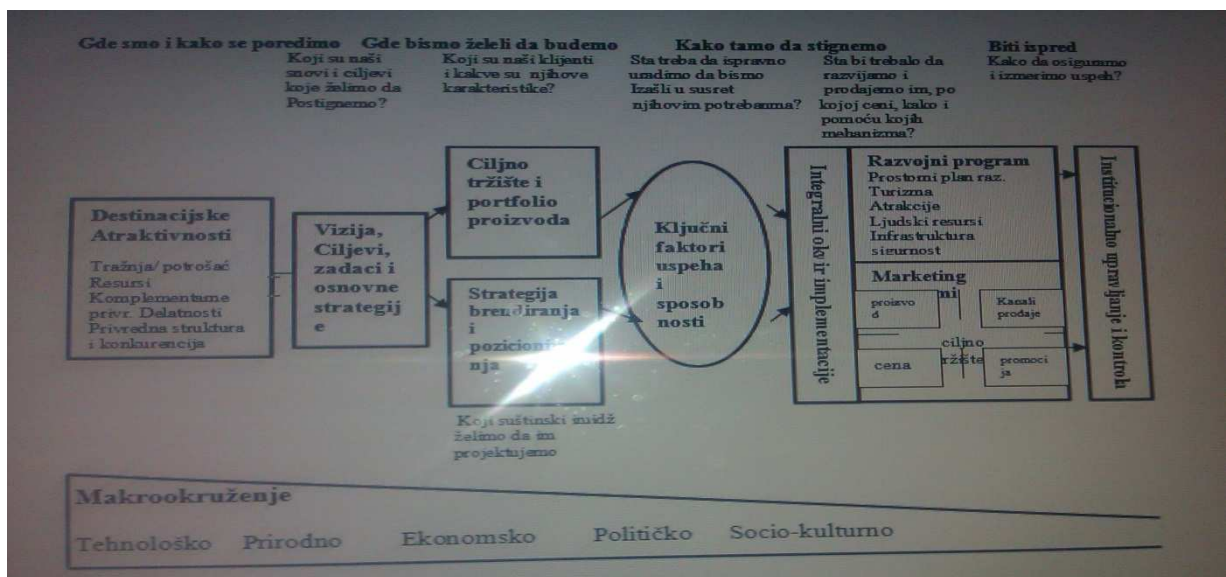 Gde smo i kako se poredimo
Gde bismo želeli da budemo
Kako tamo da stignemo
Biti ispred
Koji su naši
snovi i ciljevi
koje želimo da
Postignemo?
Koji su naši klijenti
i kakve su njihove
karakteristike?
Sta treba da ispravno
uradimo da bismo
Izašli u susret
njihovim potrebama?
Šta bi trebalo da
razvijamo i
prodajemo im, po
kojoj ceni, kako i
pomoću kojih
mehanizma?
Kako da osiguramo
i izmerimo uspeh?
Destinacijske
Atraktivnosti
Tražnja/ potrošač
Resursi
Komplementarne
privr. Delatnosti
Privredna struktura
i konkurencija
Vizija,
Ciljevi,
zadaci i
osnovne
strategij
e
Ciljno
tržište i
portfolio
proizvoda
Strategija
brendiranja
i
nja
Koji suštinski imidž
želimo da im
projektujemo
Ključni
faktori
uspeha
i
sposob
nosti
Integralni okvir implementacije
Razvojni program
Prostorni plan raz.
Turizma
Atrakcije
Ljudski resursi
Infrastruktura
sigurnost
Marketing
mi
proizvo
d
Kanali
prodaje
ciljno
ržište
cena
promoci
ja
Institucionalno upravljanje i kontrola
Makrookruženje
Tehnološko Prirodno Ekonomsko Političko Socio-kulturno